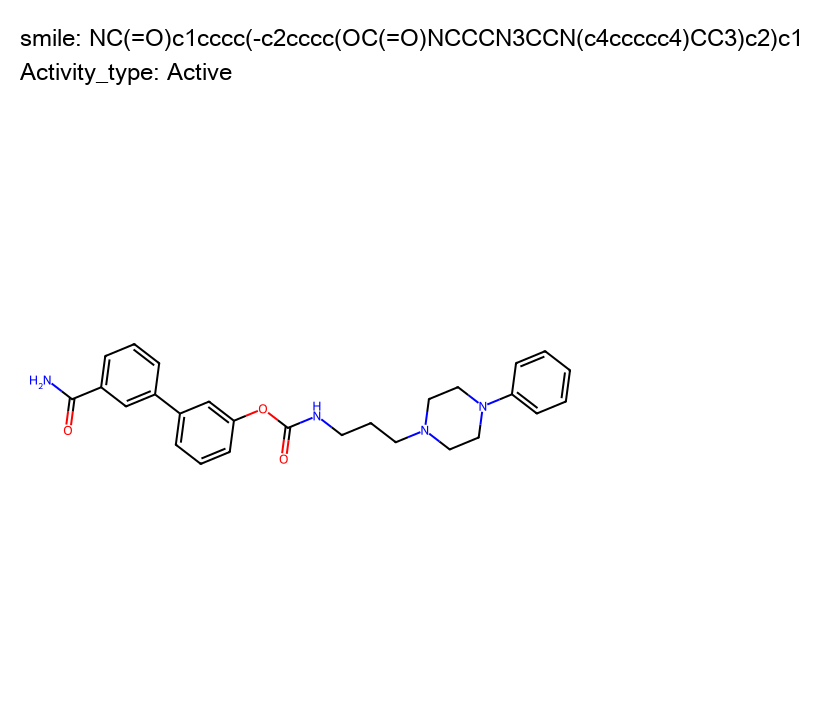 smile: NC(=O)c1cccc(-c2cccc(OC(=O)NCCCN3CCN(c4ccccc4)CC3)c2)c1
Activity_type: Active
H
H2N
O
N
N
N
O
O